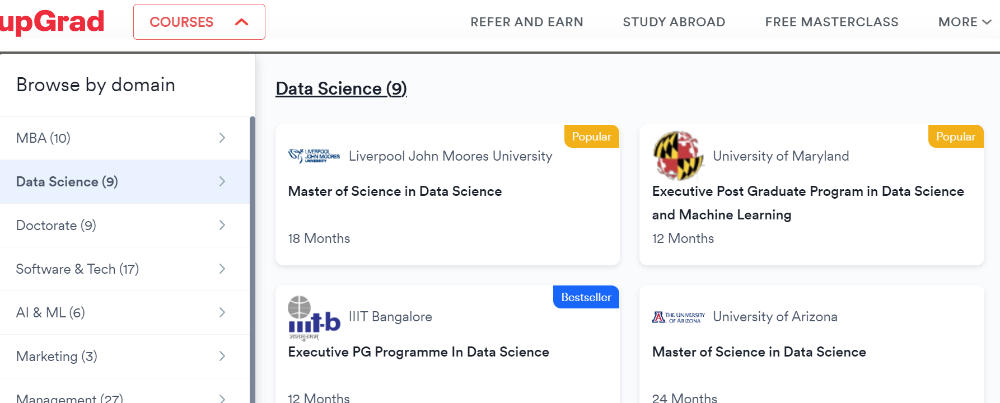 upGrad
COURSES
REFER AND EARN
STUDY ABROAD
FREE MASTERCLASS
MORE
Browse by domain
MBA (10)
Data Science (9)
Doctorate (9)
Software & Tech (17)
AI & ML (6)
Marketing (3)
Management (27)
Data Science (9)
Popular
LIVERPOOL
JOHN MOORES
UNIVERSITY
Liverpool John Moores University
Master of Science in Data Science
18 Months
Popular
University of Maryland
Executive Post Graduate Program in Data Science
and Machine Learning
12 Months
Bestseller
iiit-b
ज्ञानमुत्तमम्
IIIT Bangalore
Executive PG Programme In Data Science
12 Months
A THE UNIVERSITY
OF ARIZONA
University of Arizona
Master of Science in Data Science
24 Months